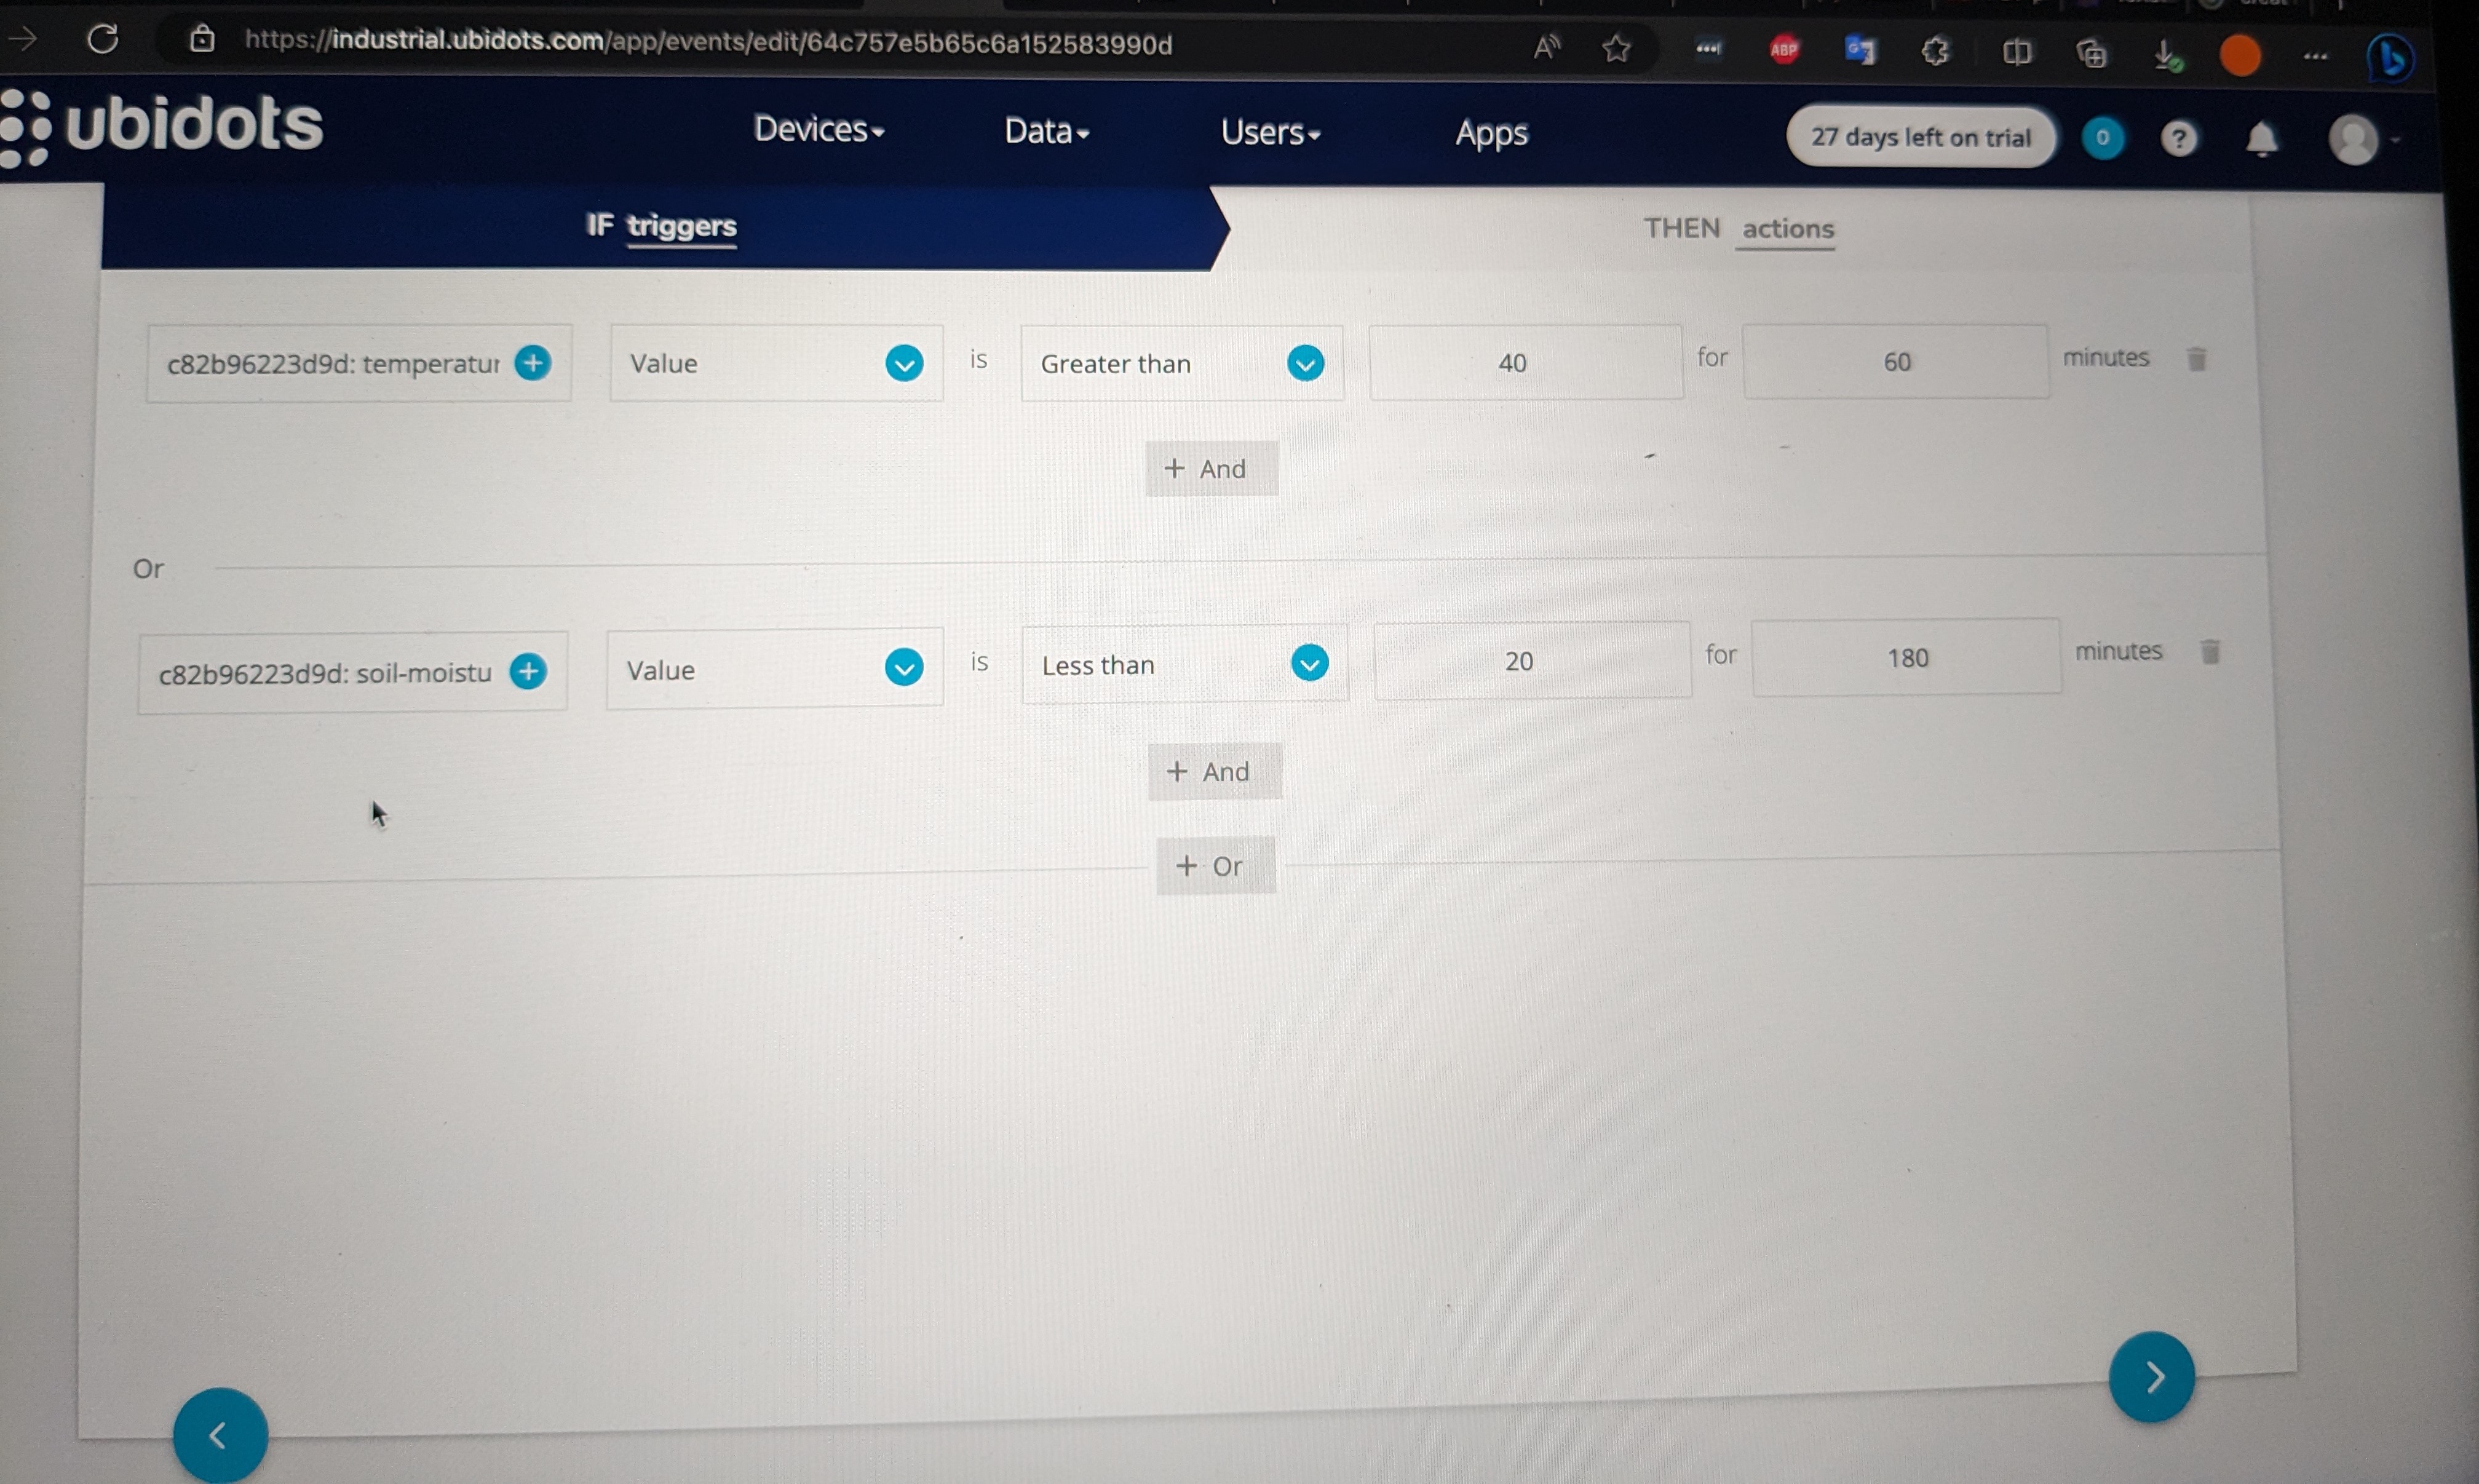 https://industrial.ubidots.com/app/events/edit/64c757e5b65c6a152583990d
ABP
ubidots
Devices
Data
Users
Apps
27 days left on trial
0
?
IF triggers
THEN actions
c82b96223d9d: temperatur
Value
is
Greater than
40
for
60
minutes
+ And
Or
c82b96223d9d: soil-moistu
Value
is
Less than
20
for
180
minutes
+ And
+ Or